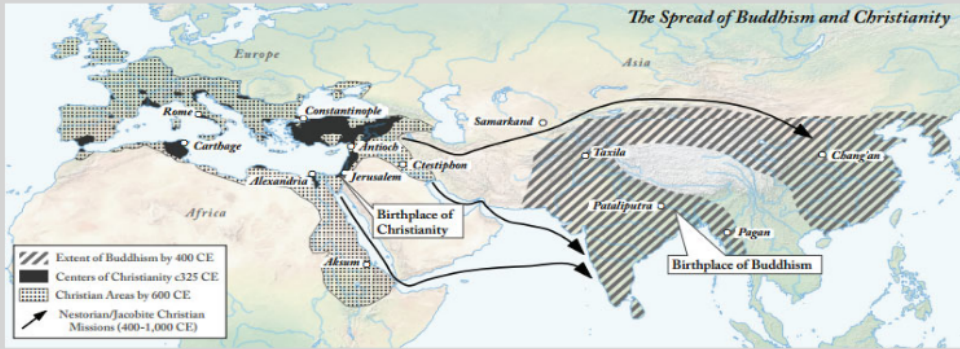 The Spread of Buddhism and Christianity
Europe
Asia
Rome
Constantinople
Samarkand
Carthage
Antioch
Taxila
Chang'an
Ctestiphon
Alexandria
Jerusalem
Africa
Birthplace of
Christianity
Pataliputra
Pagan
Birthplace of Buddhism
Aksum
Extent of Buddhism by 400 CE
Centers of Christianity c325 CE
Christian Areas by 600 CE
Nestorian/Jacobite Christian
Missions (400-1,000 CE)